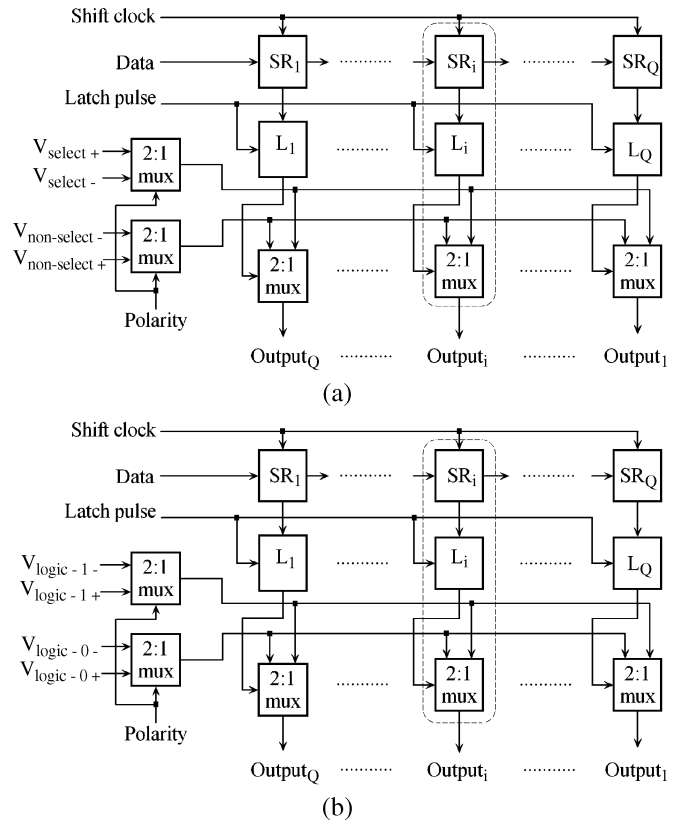 Shift clock
Data
SR1 ......... SRi ......... SRQ
Latch pulse
L1 ......... Li ......... LQ
Vselect +
Vselect -
2:1
mux
Vnon-select -
Vnon-select +
2:1
mux
2:1 ......... 2:1 ......... 2:1
mux mux mux
Polarity
OutputQ ......... Outputi ......... Output1
(a)
Shift clock
Data
SR1 ......... SRi ......... SRQ
Latch pulse
L1 ......... Li ......... LQ
Vlogic - 1 -
Vlogic - 1 +
2:1
mux
Vlogic - 0 -
Vlogic - 0 +
2:1
mux
2:1 ......... 2:1 ......... 2:1
mux mux mux
Polarity
OutputQ ......... Outputi ......... Output1
(b)